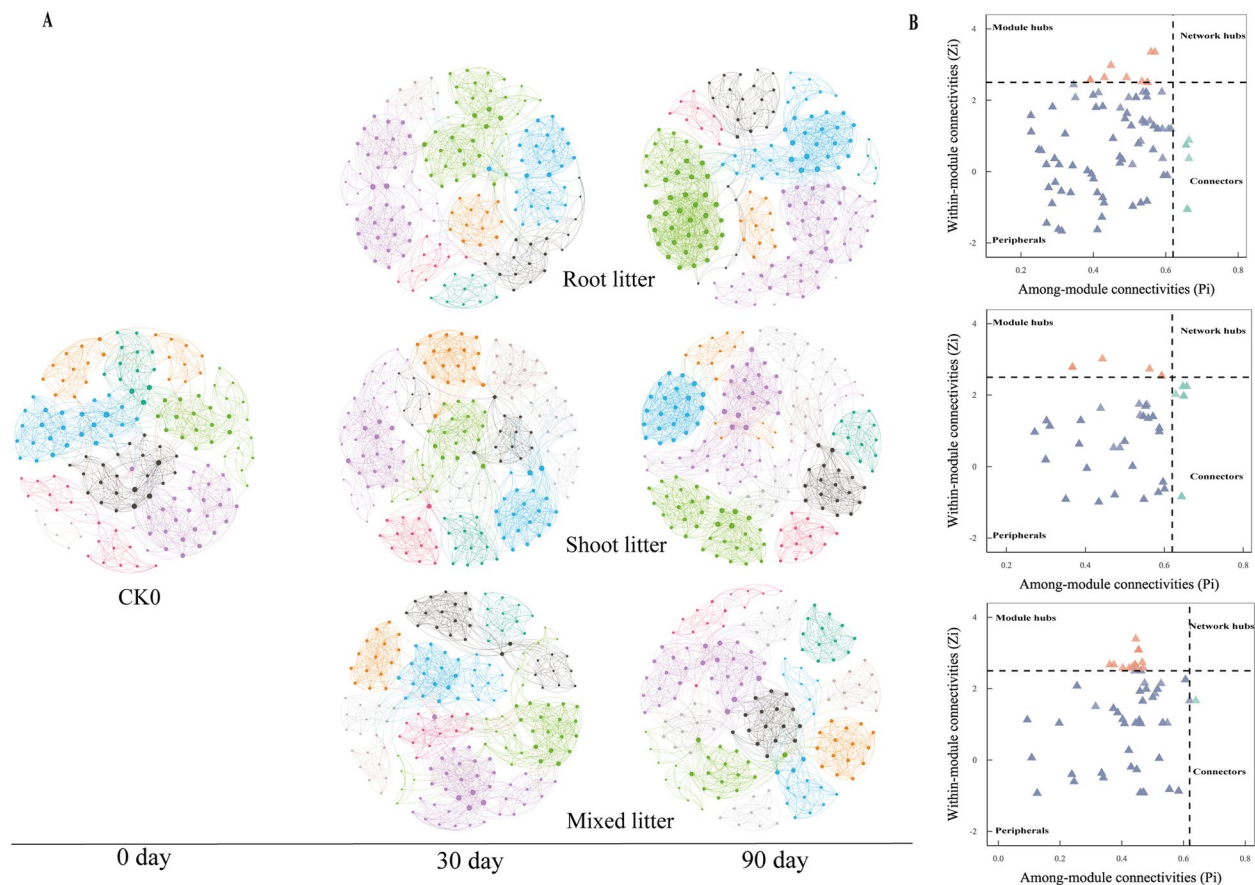 A
B
Root litter
CK0
Shoot litter
Mixed litter
0 day
30 day
90 day
Module hubs
Network hubs
Connectors
Peripherals
Within-module connectivities (Zi)
4
2
0
-2
0.2
0.4
0.6
0.8
Among-module connectivities (Pi)
Module hubs
Network hubs
Connectors
Peripherals
Within-module connectivities (Zi)
4
2
0
-2
0.2
0.4
0.6
0.8
Among-module connectivities (Pi)
Module hubs
Network hubs
Connectors
Peripherals
Within-module connectivities (Zi)
4
2
0
-2
0.0
0.2
0.4
0.6
0.8
Among-module connectivities (Pi)